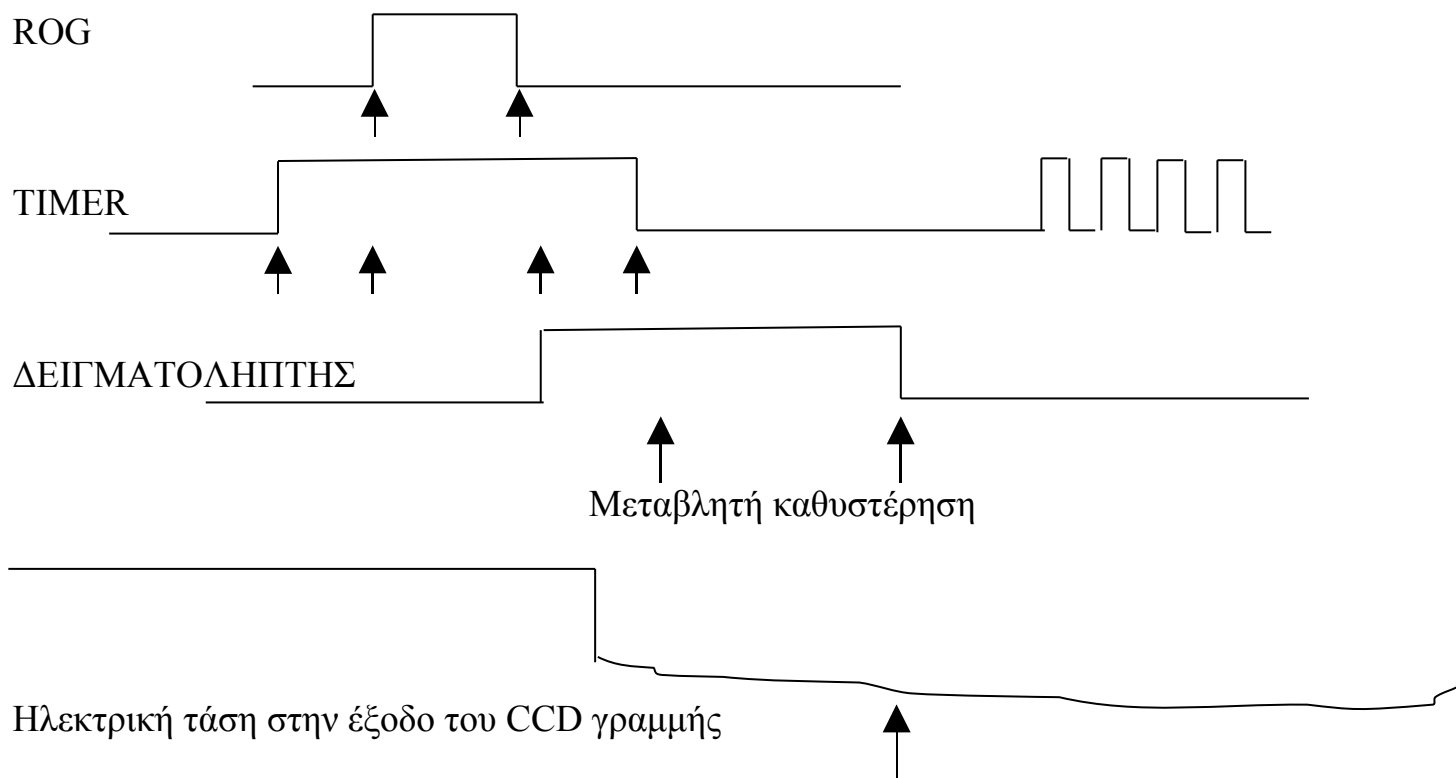 ROG
TIMER
ΔΕΙΓΜΑΤΟΛΗΠΤΗΣ
Μεταβλητή καθυστέρηση
Ηλεκτρική τάση στην έξοδο του CCD γραμμής